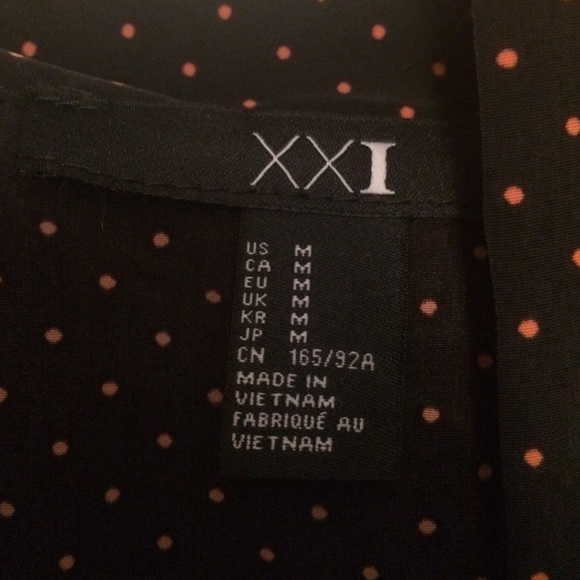 XXI
US M
CA M
EU M
UK M
KR M
JP M
CN 165/92A
MADE IN
VIETNAM
FABRIQUÉ AU
VIETNAM